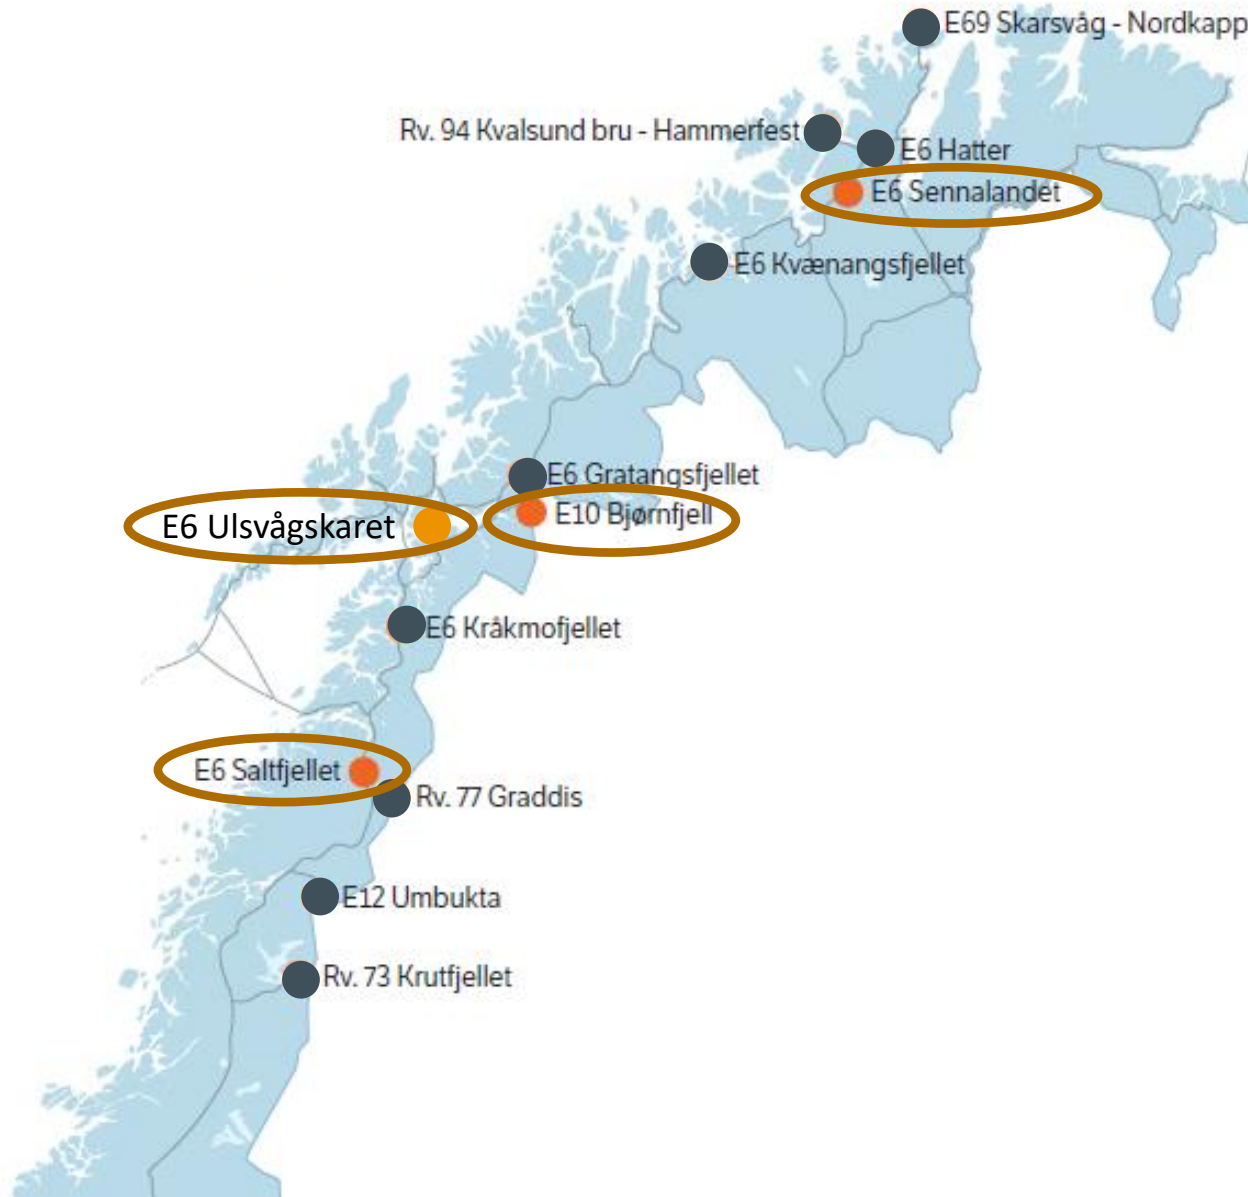 E69 Skarsvåg - Nordkapp
Rv. 94 Kvalsund bru - Hammerfest
E6 Hatter
E6 Sennalandet
E6 Kvænangsfjellet
E6 Gratangsfjellet
E10 Bjørnfjell
E6 Ulsvågskaret
E6 Kråkmofjellet
E6 Saltfjellet
Rv. 77 Graddis
E12 Umbukta
Rv. 73 Krutfjellet